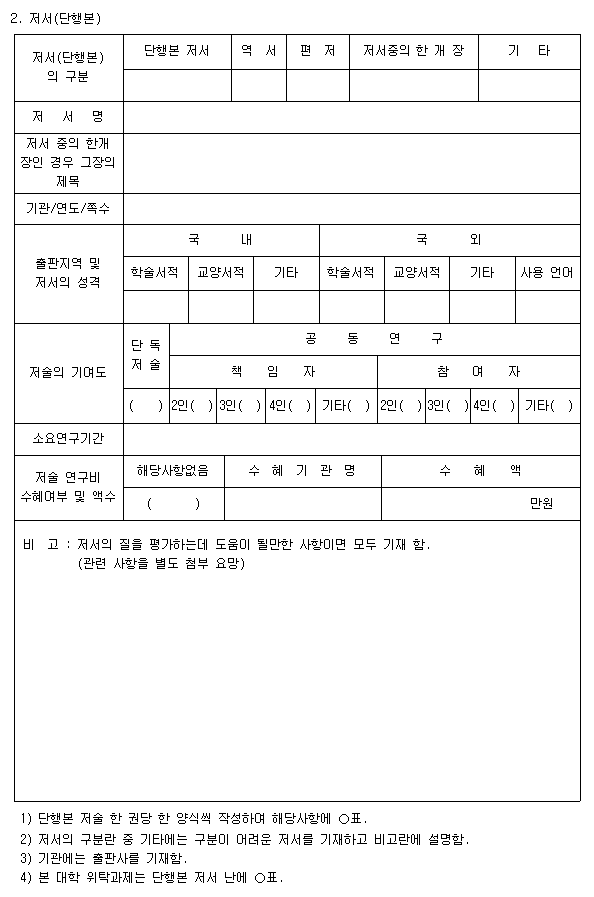 2. 저서(단행본)
저서(단행본)
의 구분
단행본 저서 역 서 편 저 저서중의 한 개 장 기 타
저 서 명
저서 중의 한개
장인 경우 그장의
제목
기관/연도/쪽수
출판지역 및
저서의 성격
국 내 국 외
학술서적 교양서적 기타 학술서적 교양서적 기타 사용 언어
저술의 기여도
단 독
저 술
공 동 연 구
책 임 자 참 여 자
( ) 2인( ) 3인( ) 4인( ) 기타( ) 2인( ) 3인( ) 4인( ) 기타( )
소요연구기간
저술 연구비
수혜여부 및 액수
해당사항없음 수 혜 기 관 명 수 혜 액
( ) 만원
비 고 : 저서의 질을 평가하는데 도움이 될만한 사항이면 모두 기재 함.
(관련 사항을 별도 첨부 요망)
1) 단행본 저술 한 권당 한 양식씩 작성하여 해당사항에 ○표.
2) 저서의 구분란 중 기타에는 구분이 어려운 저서를 기재하고 비고란에 설명함.
3) 기관에는 출판사를 기재함.
4) 본 대학 위탁과제는 단행본 저서 난에 ○표.